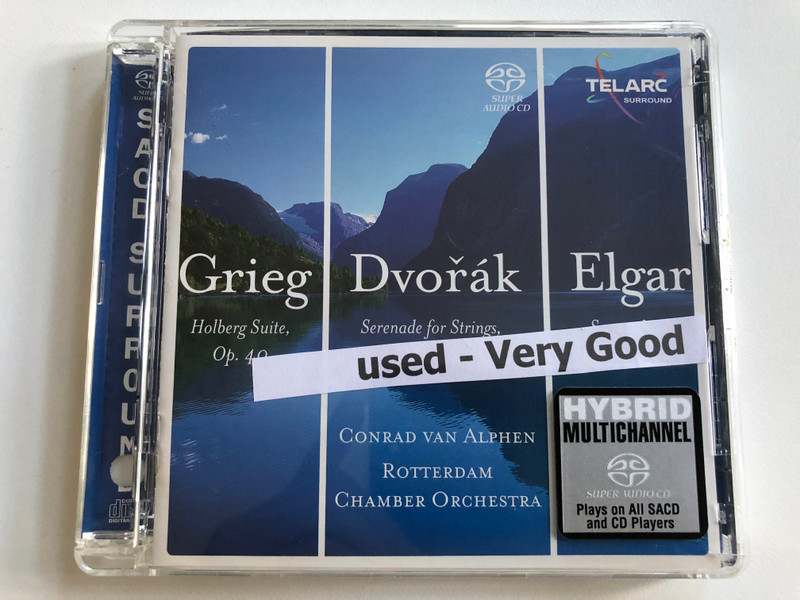 SUPER
AUDIO CD
TELARC
SURROUND
SACD SURROUN
Grieg
Holberg Suite,
Op. 40
Dvořák
Serenade for Strings,
Elgar
used - Very Good
Conrad van Alphen
Rotterdam
Chamber Orchestra
HYBRID
MULTICHANNEL
SUPER AUDIO CD
Plays on All SACD
and CD Players